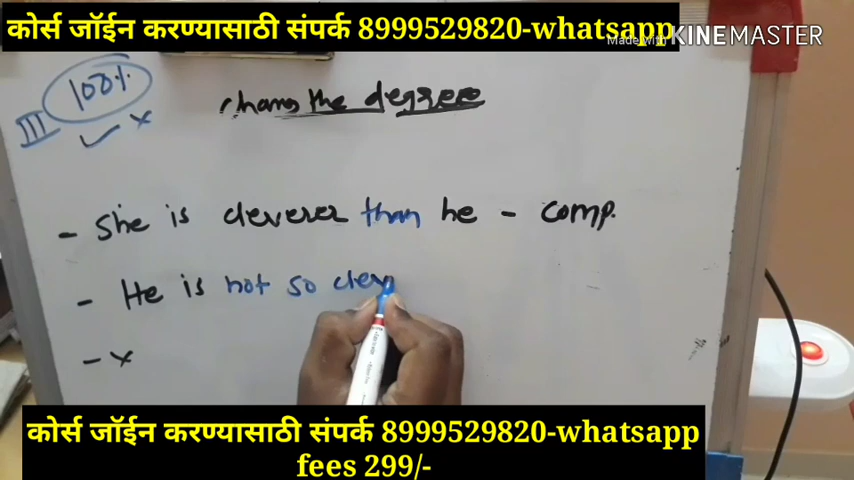 कोर्स जॉईन करण्यासाठी संपर्क 8999529820-whatsapp
Made with KINEMASTER
100%
III ✓ ×
Chang the degree
- She is cleverer than he - comp.
- He is not so clev
- ×
कोर्स जॉईन करण्यासाठी संपर्क 8999529820-whatsapp
fees 299/-